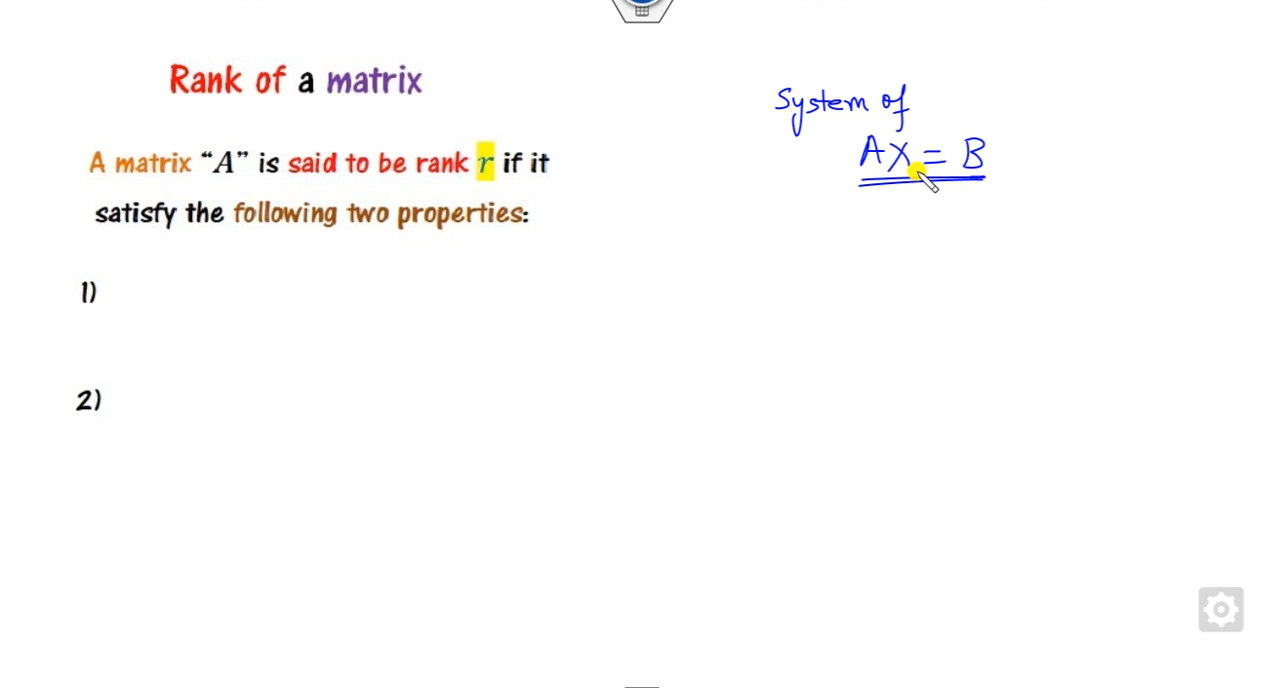 Rank of a matrix
A matrix “A” is said to be rank r if it
satisfy the following two properties:
1)
2)
System of
AX = B